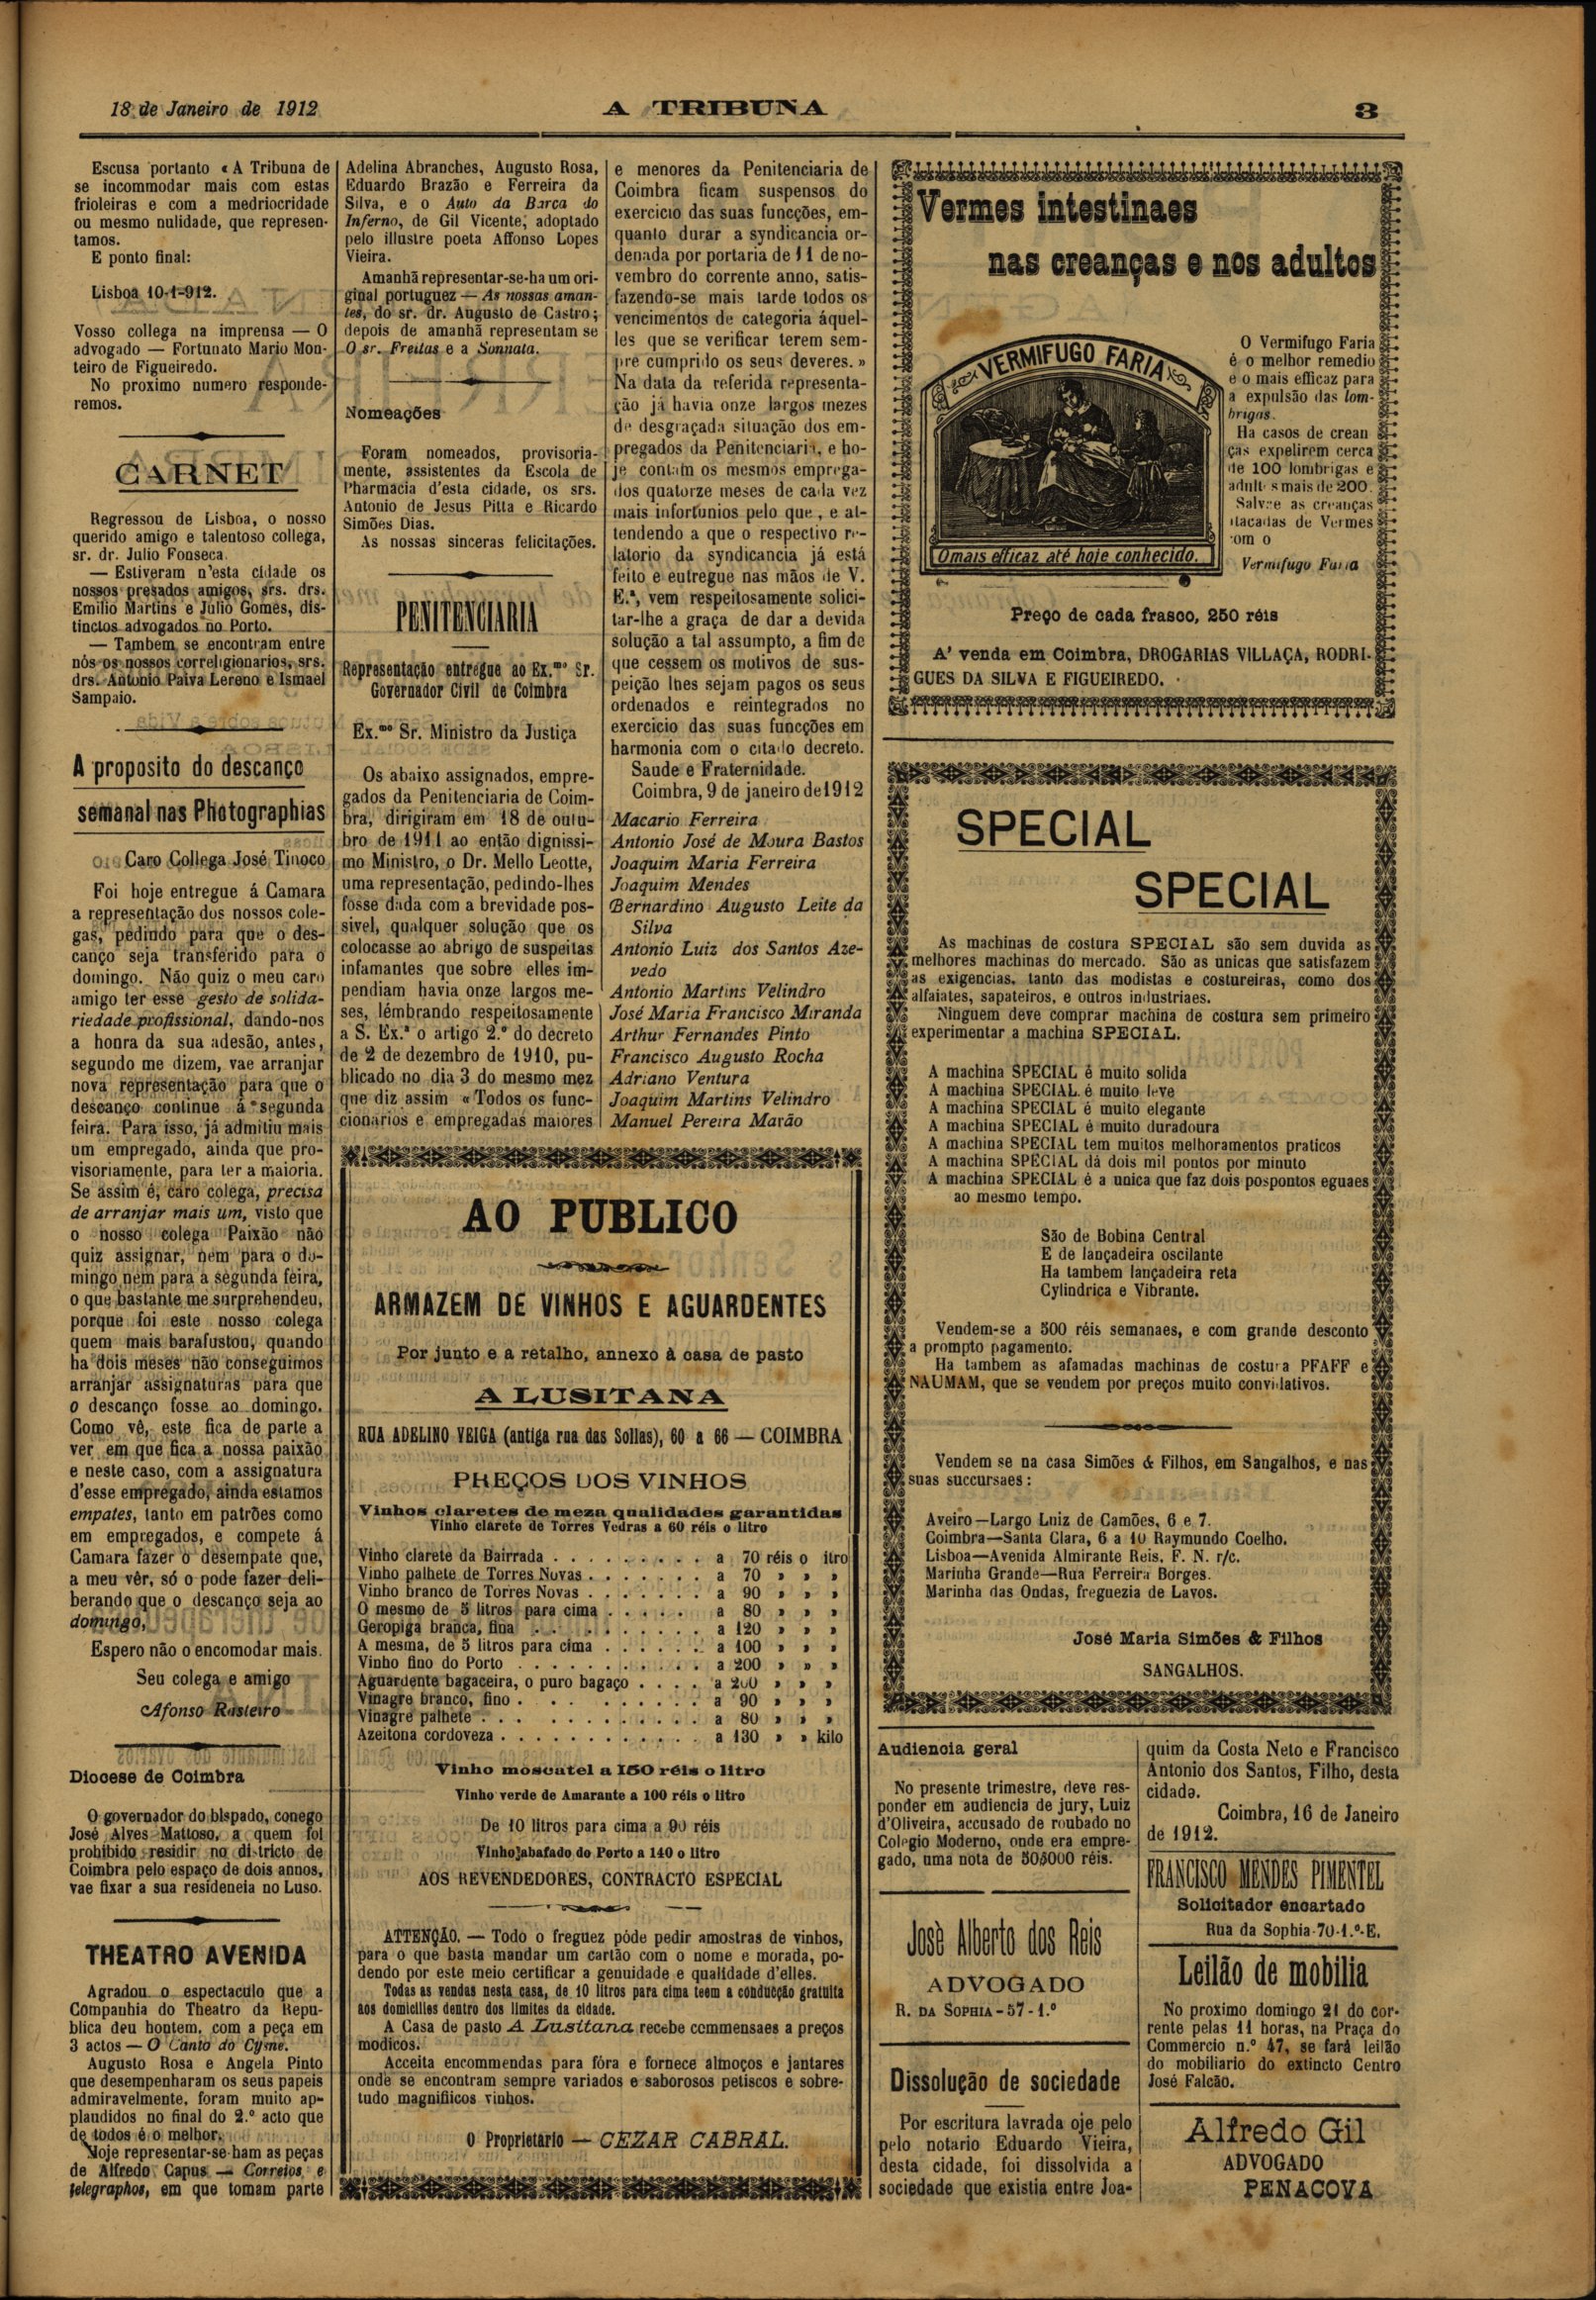 18 de Janeiro de 1912
A TRIBUNA
3
Escusa portanto «A Tribuna de
se incommodar mais com estas
frioleiras e com a medriocridade
ou mesmo nulidade, que represen-
tamos.
E ponto final:
Lisboa 10-1-912.
Vosso collega na imprensa — O
advogado — Fortunato Mario Mon-
teiro de Figueiredo.
No proximo numero responde-
remos.
CARNET
Regressou de Lisboa, o nosso
querido amigo e talentoso collega,
sr. dr. Julio Fonseca.
— Estiveram n'esta cidade os
nossos presados amigos, srs. drs.
Emilio Martins e Julio Gomes, dis-
tinctos advogados no Porto.
— Tambem se encontram entre
nós os nossos correligionarios, srs.
drs. Antonio Paiva Lereno e Ismael
Sampaio.
A proposito do descanço
semanal nas Photographias
Caro Collega José Tinoco
Foi hoje entregue á Camara
a representação dos nossos cole-
gas, pedindo para que o des-
canço seja transferido para o
domingo. Não quiz o meu caro
amigo ter esse gesto de solida-
riedade profissional, dando-nos
a honra da sua adesão, antes,
segundo me dizem, vae arranjar
nova representação para que o
descanço continue á segunda
feira. Para isso, já admitiu mais
um empregado, ainda que pro-
visoriamente, para ter a maioria.
Se assim é, caro colega, precisa
de arranjar mais um, visto que
o nosso colega Paixão não
quiz assignar, nem para o do-
mingo nem para a segunda feira,
o que bastante me surprehendeu,
porque foi este nosso colega
quem mais barafustou, quando
ha dois meses não conseguimos
arranjar assignaturas para que
o descanço fosse ao domingo.
Como vê, este fica de parte a
ver em que fica a nossa paixão
e neste caso, com a assignatura
d'esse empregado, ainda estamos
empates, tanto em patrões como
em empregados, e compete á
Camara fazer o desempate que,
a meu vêr, só o pode fazer deli-
berando que o descanço seja ao
domingo,
Espero não o encomodar mais.
Seu colega e amigo
Afonso Rasteiro
Diocese de Coimbra
O governador do bispado, conego
José Alves Mattoso, a quem foi
prohibido residir no districto de
Coimbra pelo espaço de dois annos,
vae fixar a sua resideneia no Luso.
THEATRO AVENIDA
Agradou o espectaculo que a
Companhia do Theatro da Repu-
blica deu hontem, com a peça em
3 actos — O Canto do Cysne.
Augusto Rosa e Angela Pinto
que desempenharam os seus papeis
admiravelmente, foram muito ap-
plaudidos no final do 2.º acto que
de todos é o melhor.
Hoje representar-se-ham as peças
de Alfredo Capus — Correios e
telegraphos, em que tomam parte
Adelina Abranches, Augusto Rosa,
Eduardo Brazão e Ferreira da
Silva, e o Auto da Barca do
Inferno, de Gil Vicente, adoptado
pelo illustre poeta Affonso Lopes
Vieira.
Amanhã representar-se-ha um ori-
ginal portuguez — As nossas aman-
tes, do sr. dr. Augusto de Castro;
depois de amanhã representam se
O sr. Freitas e a Sonnata.
Nomeações
Foram nomeados, provisoria-
mente, assistentes da Escola de
Pharmacia d'esta cidade, os srs.
Antonio de Jesus Pitta e Ricardo
Simões Dias.
As nossas sinceras felicitações.
PENITENCIARIA
Representação entregue ao Ex.mo Sr.
Governador Civil de Coimbra
Ex.mo Sr. Ministro da Justiça
Os abaixo assignados, empre-
gados da Penitenciaria de Coim-
bra, dirigiram em 18 de outu-
bro de 1911 ao então dignissi-
mo Ministro, o Dr. Mello Leotte,
uma representação, pedindo-lhes
fosse dada com a brevidade pos-
sivel, qualquer solução que os
colocasse ao abrigo de suspeitas
infamantes que sobre elles im-
pendiam havia onze largos me-
ses, lémbrando respeitosamente
a S. Ex.ª o artigo 2.º do decreto
de 2 de dezembro de 1910, pu-
blicado no dia 3 do mesmo mez
que diz assim «Todos os func-
cionarios e empregadas maiores
e menores da Penitenciaria de
Coimbra ficam suspensos do
exercicio das suas funcções, em-
quanto durar a syndicancia or-
denada por portaria de 11 de no-
vembro do corrente anno, satis-
fazendo-se mais tarde todos os
vencimentos de categoria áquel-
les que se verificar terem sem-
pre cumprido os seus deveres.»
Na data da referida representa-
ção já havia onze largos mezes
de desgraçada situação dos em-
pregados da Penitenciaria, e ho-
je contam os mesmos emprega-
dos quatorze meses de cada vez
mais infortunios pelo que, e at-
tendendo a que o respectivo re-
latorio da syndicancia já está
feito e eutregue nas mãos de V.
E.ª, vem respeitosamente solici-
tar-lhe a graça de dar a devida
solução a tal assumpto, a fim de
que cessem os motivos de sus-
peição lhes sejam pagos os seus
ordenados e reintegrados no
exercicio das suas funcções em
harmonia com o citado decreto.
Saude e Fraternidade.
Coimbra, 9 de janeiro de 1912
Macario Ferreira
Antonio José de Moura Bastos
Joaquim Maria Ferreira
Joaquim Mendes
Bernardino Augusto Leite da
Silva
Antonio Luiz dos Santos Aze-
vedo
Antonio Martins Velindro
José Maria Francisco Miranda
Arthur Fernandes Pinto
Francisco Augusto Rocha
Adriano Ventura
Joaquim Martins Velindro
Manuel Pereira Marão
AO PUBLICO
ARMAZEM DE VINHOS E AGUARDENTES
Por junto e a retalho, annexo à casa de pasto
A LUSITANA
RUA ADELINO VEIGA (antiga rua das Sollas), 60 a 66 — COIMBRA
PREÇOS DOS VINHOS
Vinhos claretes de meza qualidades garantidas
Vinho clarete de Torres Vedras a 60 réis o litro
Vinho clarete da Bairrada . . . . . . . . . a 70 réis o itro
Vinho palhete de Torres Novas . . . . . . . a 70 » » »
Vinho branco de Torres Novas . . . . . . . a 90 » » »
O mesmo de 5 litros para cima . . . . . a 80 » » »
Geropiga branca, fina . . . . . . . . . . a 120 » » »
A mesma, de 5 litros para cima . . . . . . a 100 » » »
Vinho fino do Porto . . . . . . . . . . . a 200 » » »
Aguardente bagaceira, o puro bagaço . . . . a 200 » » »
Vinagre branco, fino . . . . . . . . . a 90 » » »
Vinagre palhete . . . . . . . . . . . . a 80 » » »
Azeitona cordoveza . . . . . . . . . . . . a 130 » » kilo
Vinho moscatel a 150 réis o litro
Vinho verde de Amarante a 100 réis o litro
De 10 litros para cima a 90 réis
Vinho abafado do Porto a 140 o litro
AOS REVENDEDORES, CONTRACTO ESPECIAL
ATTENÇÃO. — Todo o freguez póde pedir amostras de vinhos,
para o que basta mandar um cartão com o nome e morada, po-
dendo por este meio certificar a genuidade e qualidade d'elles.
Todas as vendas nesta casa, de 10 litros para cima teem a conducção gratuita
aos domicilies dentro dos limites da cidade.
A Casa de pasto A Lusitana recebe commensaes a preços
modicos.
Acceita encommendas para fóra e fornece almoços e jantares
onde se encontram sempre variados e saborosos petiscos e sobre-
tudo magnificos vinhos.
O Proprietario — CEZAR CABRAL.
Vermes intestinaes
nas creanças e nos adultos
VERMIFUGO FARIA
O mais efficaz até hoje conhecido.
O Vermifugo Faria
é o melhor remedio
e o mais efficaz para
a expulsão das lom-
brigas.
Ha casos de crean
ças expelirem cerca
de 100 lombrigas e
adult s mais de 200.
Salvae as creanças
atacadas de Vermes
com o
Vermifugo Faria
Preço de cada frasco, 250 réis
A' venda em Coimbra, DROGARIAS VILLAÇA, RODRI-
GUES DA SILVA E FIGUEIREDO.
SPECIAL
SPECIAL
As machinas de costura SPECIAL são sem duvida as
melhores machinas do mercado. São as unicas que satisfazem
as exigencias, tanto das modistas e costureiras, como dos
alfaiates, sapateiros, e outros industriaes.
Ninguem deve comprar machina de costura sem primeiro
experimentar a machina SPECIAL.
A machina SPECIAL é muito solida
A machina SPECIAL é muito leve
A machina SPECIAL é muito elegante
A machina SPECIAL é muito duradoura
A machina SPECIAL tem muitos melhoramentos praticos
A machina SPECIAL dá dois mil pontos por minuto
A machina SPECIAL é a unica que faz dois pospontos eguaes
ao mesmo tempo.
São de Bobina Central
E de lançadeira oscilante
Ha tambem lançadeira reta
Cylindrica e Vibrante.
Vendem-se a 500 réis semanaes, e com grande desconto
a prompto pagamento.
Ha tambem as afamadas machinas de costura PFAFF e
NAUMAM, que se vendem por preços muito convidativos.
Vendem se na casa Simões & Filhos, em Sangalhos, e nas
suas succursaes:
Aveiro—Largo Luiz de Camões, 6 e 7.
Coimbra—Santa Clara, 6 a 10 Raymundo Coelho.
Lisboa—Avenida Almirante Reis, F. N. r/c.
Marinha Grande—Rua Ferreira Borges.
Marinha das Ondas, freguezia de Lavos.
José Maria Simões & Filhos
SANGALHOS.
Audiencia geral
No presente trimestre, deve res-
ponder em audiencia de jury, Luiz
d'Oliveira, accusado de roubado no
Colegio Moderno, onde era empre-
gado, uma nota de 50$000 réis.
Josè Alberto dos Reis
ADVOGADO
R. DA SOPHIA-57-1.º
Dissolução de sociedade
Por escritura lavrada oje pelo
pelo notario Eduardo Vieira,
desta cidade, foi dissolvida a
sociedade que existia entre Joa-
quim da Costa Neto e Francisco
Antonio dos Santos, Filho, desta
cidade.
Coimbra, 16 de Janeiro
de 1912.
FRANCISCO MENDES PIMENTEL
Solicitador encartado
Rua da Sophia-70-1.º-E.
Leilão de mobilia
No proximo domingo 21 do cor-
rente pelas 11 horas, na Praça do
Commercio n.º 47, se fará leilão
do mobiliario do extincto Centro
José Falcão.
Alfredo Gil
ADVOGADO
PENACOVA